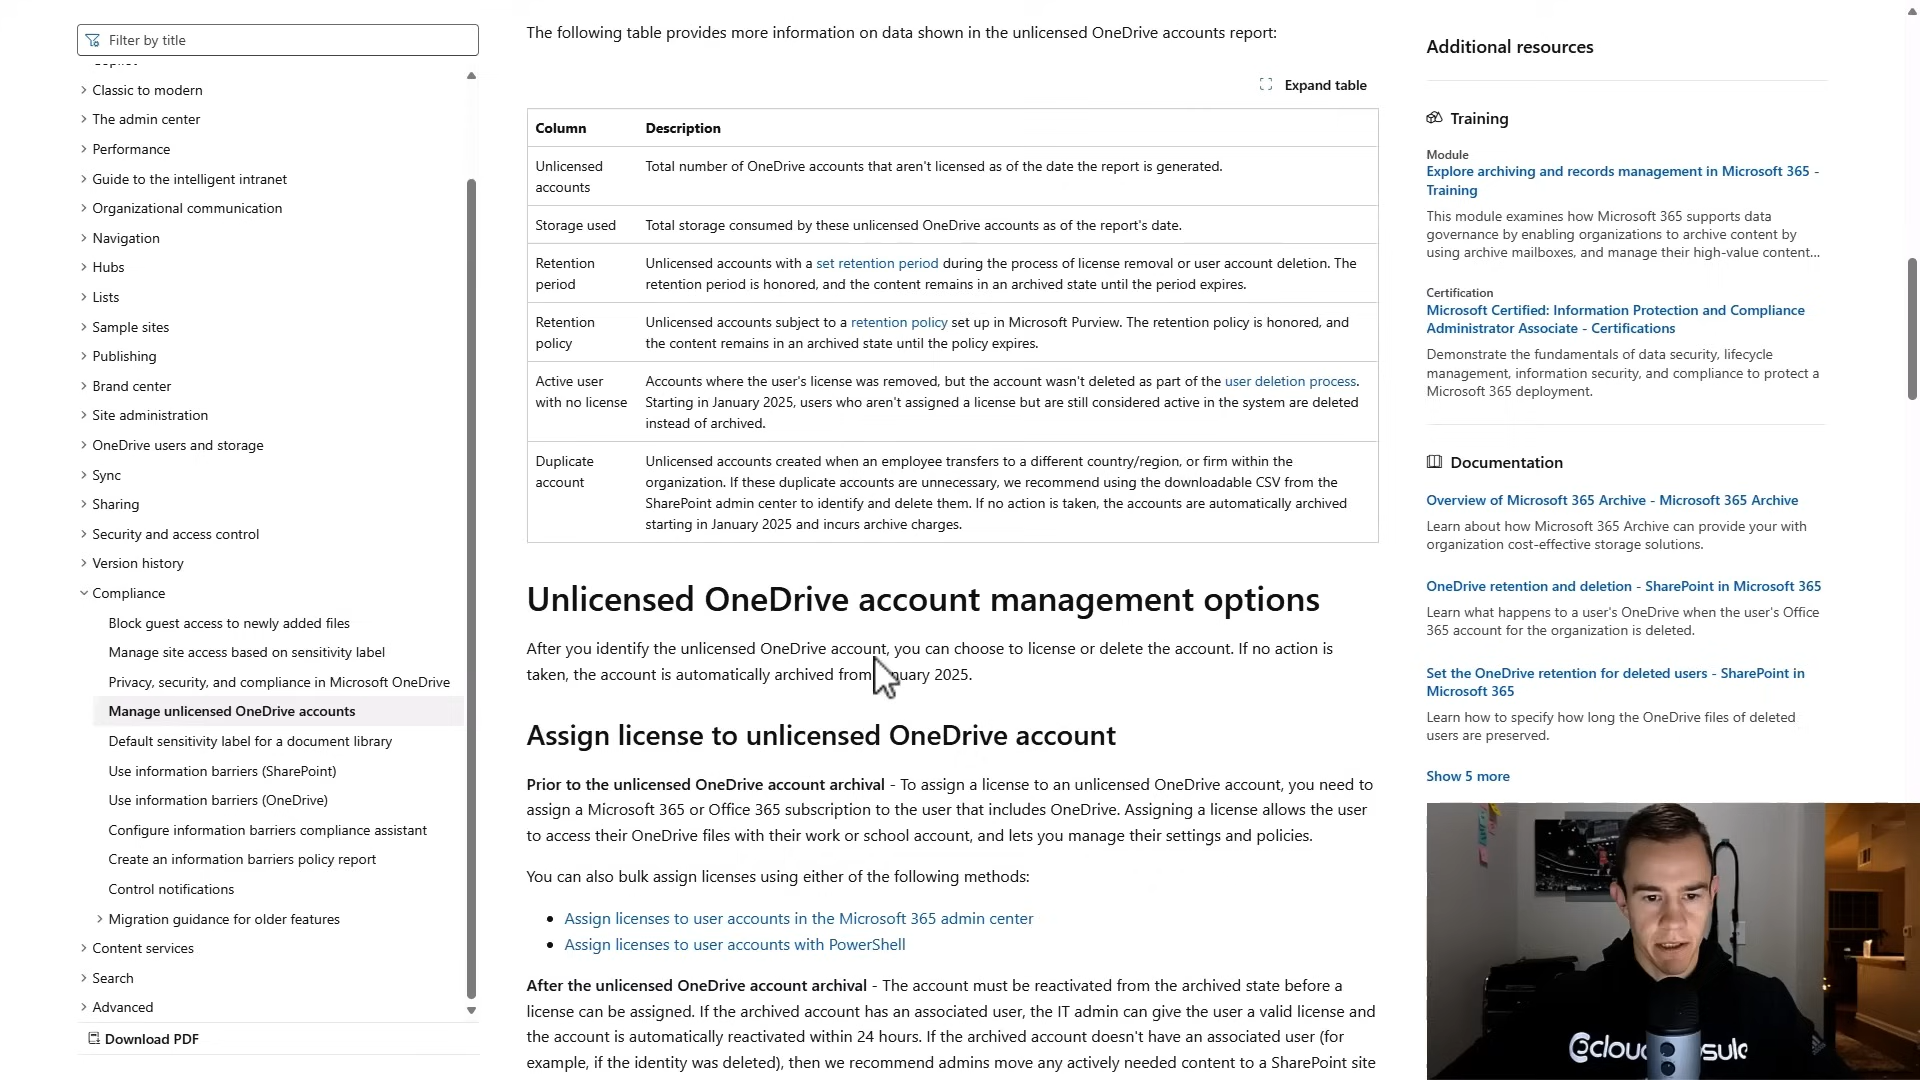 Filter by title
Classic to modern
The admin center
Performance
Guide to the intelligent intranet
Organizational communication
Navigation
Hubs
Lists
Sample sites
Publishing
Brand center
Site administration
OneDrive users and storage
Sync
Sharing
Security and access control
Version history
Compliance
Block guest access to newly added files
Manage site access based on sensitivity label
Privacy, security, and compliance in Microsoft OneDrive
Manage unlicensed OneDrive accounts
Default sensitivity label for a document library
Use information barriers (SharePoint)
Use information barriers (OneDrive)
Configure information barriers compliance assistant
Create an information barriers policy report
Control notifications
Migration guidance for older features
Content services
Search
Advanced
Download PDF
The following table provides more information on data shown in the unlicensed OneDrive accounts report:
Expand table
Column Description
Unlicensed accounts Total number of OneDrive accounts that aren't licensed as of the date the report is generated.
Storage used Total storage consumed by these unlicensed OneDrive accounts as of the report's date.
Retention period Unlicensed accounts with a set retention period during the process of license removal or user account deletion. The
retention period is honored, and the content remains in an archived state until the period expires.
Retention policy Unlicensed accounts subject to a retention policy set up in Microsoft Purview. The retention policy is honored, and
the content remains in an archived state until the policy expires.
Active user with no license Accounts where the user's license was removed, but the account wasn't deleted as part of the user deletion process.
Starting in January 2025, users who aren't assigned a license but are still considered active in the system are deleted
instead of archived.
Duplicate account Unlicensed accounts created when an employee transfers to a different country/region, or firm within the
organization. If these duplicate accounts are unnecessary, we recommend using the downloadable CSV from the
SharePoint admin center to identify and delete them. If no action is taken, the accounts are automatically archived
starting in January 2025 and incurs archive charges.
Unlicensed OneDrive account management options
After you identify the unlicensed OneDrive account, you can choose to license or delete the account. If no action is
taken, the account is automatically archived from January 2025.
Assign license to unlicensed OneDrive account
Prior to the unlicensed OneDrive account archival - To assign a license to an unlicensed OneDrive account, you need to
assign a Microsoft 365 or Office 365 subscription to the user that includes OneDrive. Assigning a license allows the user
to access their OneDrive files with their work or school account, and lets you manage their settings and policies.
You can also bulk assign licenses using either of the following methods:
Assign licenses to user accounts in the Microsoft 365 admin center
Assign licenses to user accounts with PowerShell
After the unlicensed OneDrive account archival - The account must be reactivated from the archived state before a
license can be assigned. If the archived account has an associated user, the IT admin can give the user a valid license and
the account is automatically reactivated within 24 hours. If the archived account doesn't have an associated user (for
example, if the identity was deleted), then we recommend admins move any actively needed content to a SharePoint site
Additional resources
Training
Module
Explore archiving and records management in Microsoft 365 -
Training
This module examines how Microsoft 365 supports data
governance by enabling organizations to archive content by
using archive mailboxes, and manage their high-value content...
Certification
Microsoft Certified: Information Protection and Compliance
Administrator Associate - Certifications
Demonstrate the fundamentals of data security, lifecycle
management, information security, and compliance to protect a
Microsoft 365 deployment.
Documentation
Overview of Microsoft 365 Archive - Microsoft 365 Archive
Learn about how Microsoft 365 Archive can provide your with
organization cost-effective storage solutions.
OneDrive retention and deletion - SharePoint in Microsoft 365
Learn what happens to a user's OneDrive when the user's Office
365 account for the organization is deleted.
Set the OneDrive retention for deleted users - SharePoint in
Microsoft 365
Learn how to specify how long the OneDrive files of deleted
users are preserved.
Show 5 more